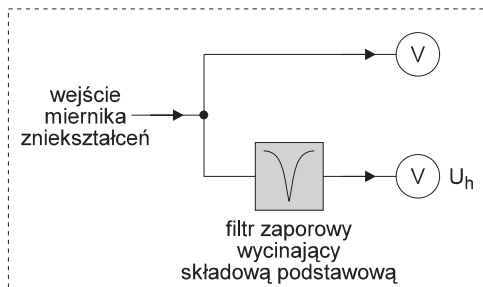 V
wejście
miernika
zniekształceń
V U_h
filtr zaporowy
wycinający
składową podstawową